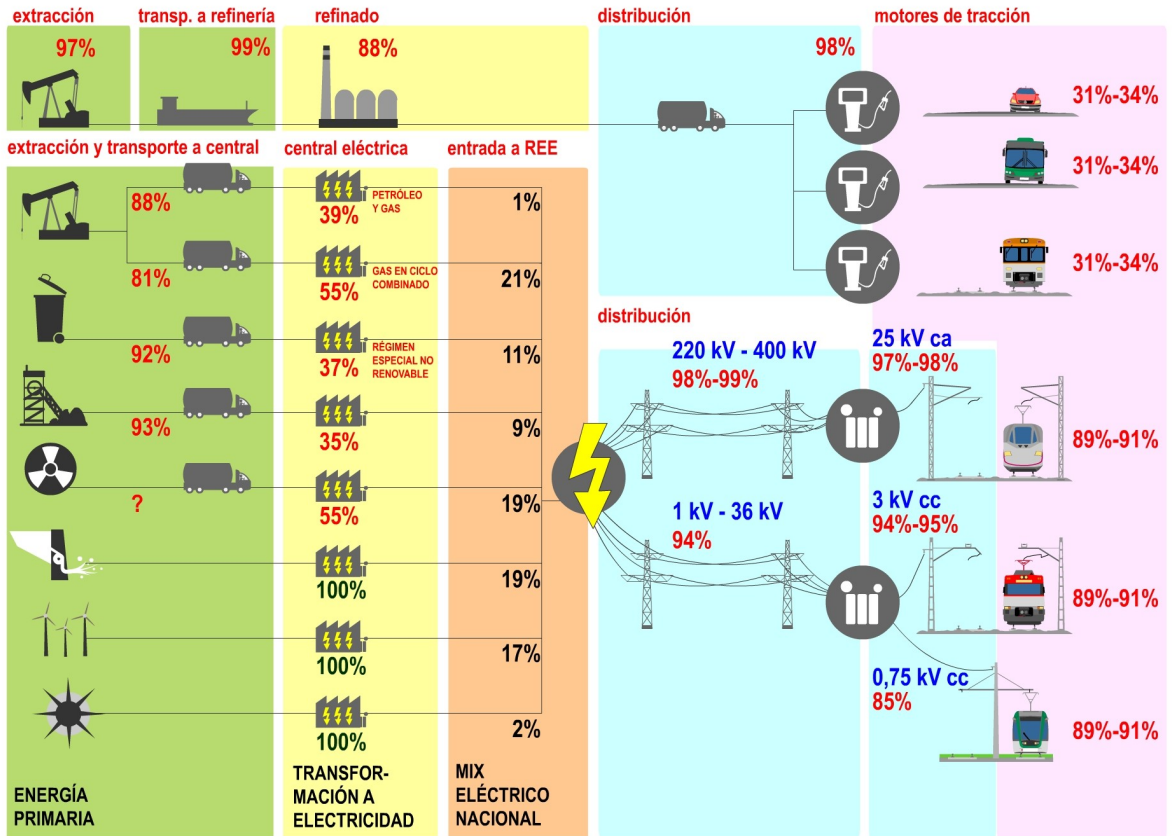 extracción
transp. a refinería
refinado
distribución
motores de tracción
97%
99%
88%
98%
31%-34%
31%-34%
31%-34%
extracción y transporte a central
central eléctrica
entrada a REE
88%
39%
PETRÓLEO
Y GAS
1%
81%
55%
GAS EN CICLO
COMBINADO
21%
92%
37%
RÉGIMEN
ESPECIAL NO
RENOVABLE
11%
93%
35%
9%
?
55%
19%
100%
19%
100%
17%
100%
2%
ENERGÍA
PRIMARIA
TRANSFOR-
MACIÓN A
ELECTRICIDAD
MIX
ELÉCTRICO
NACIONAL
distribución
220 kV - 400 kV
98%-99%
25 kV ca
97%-98%
89%-91%
1 kV - 36 kV
94%
3 kV cc
94%-95%
89%-91%
0,75 kV cc
85%
89%-91%